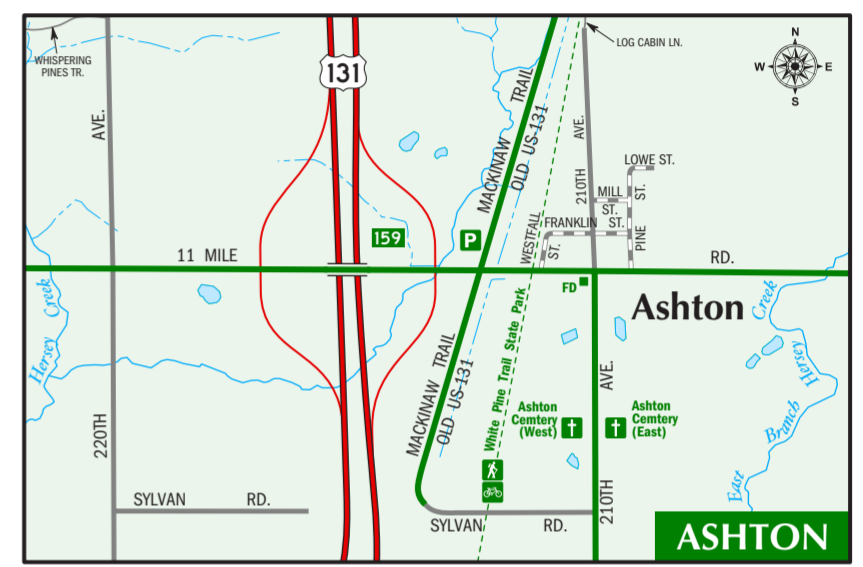 WHISPERING
PINES TR.
131
LOG CABIN LN.
N
W
E
S
AVE.
MACKINAW TRAIL
OLD US-131
AVE.
210TH
LOWE ST.
MILL
ST.
ST.
PINE
FRANKLIN ST.
WESTFALL
ST.
159
P
11 MILE
RD.
FD
Ashton
Hersey Creek
White Pine Trail State Park
MACKINAW TRAIL
OLD US-131
AVE.
210TH
Ashton
Cemtery
(West)
Ashton
Cemtery
(East)
East Branch Hersey Creek
220TH
SYLVAN RD.
SYLVAN RD.
ASHTON